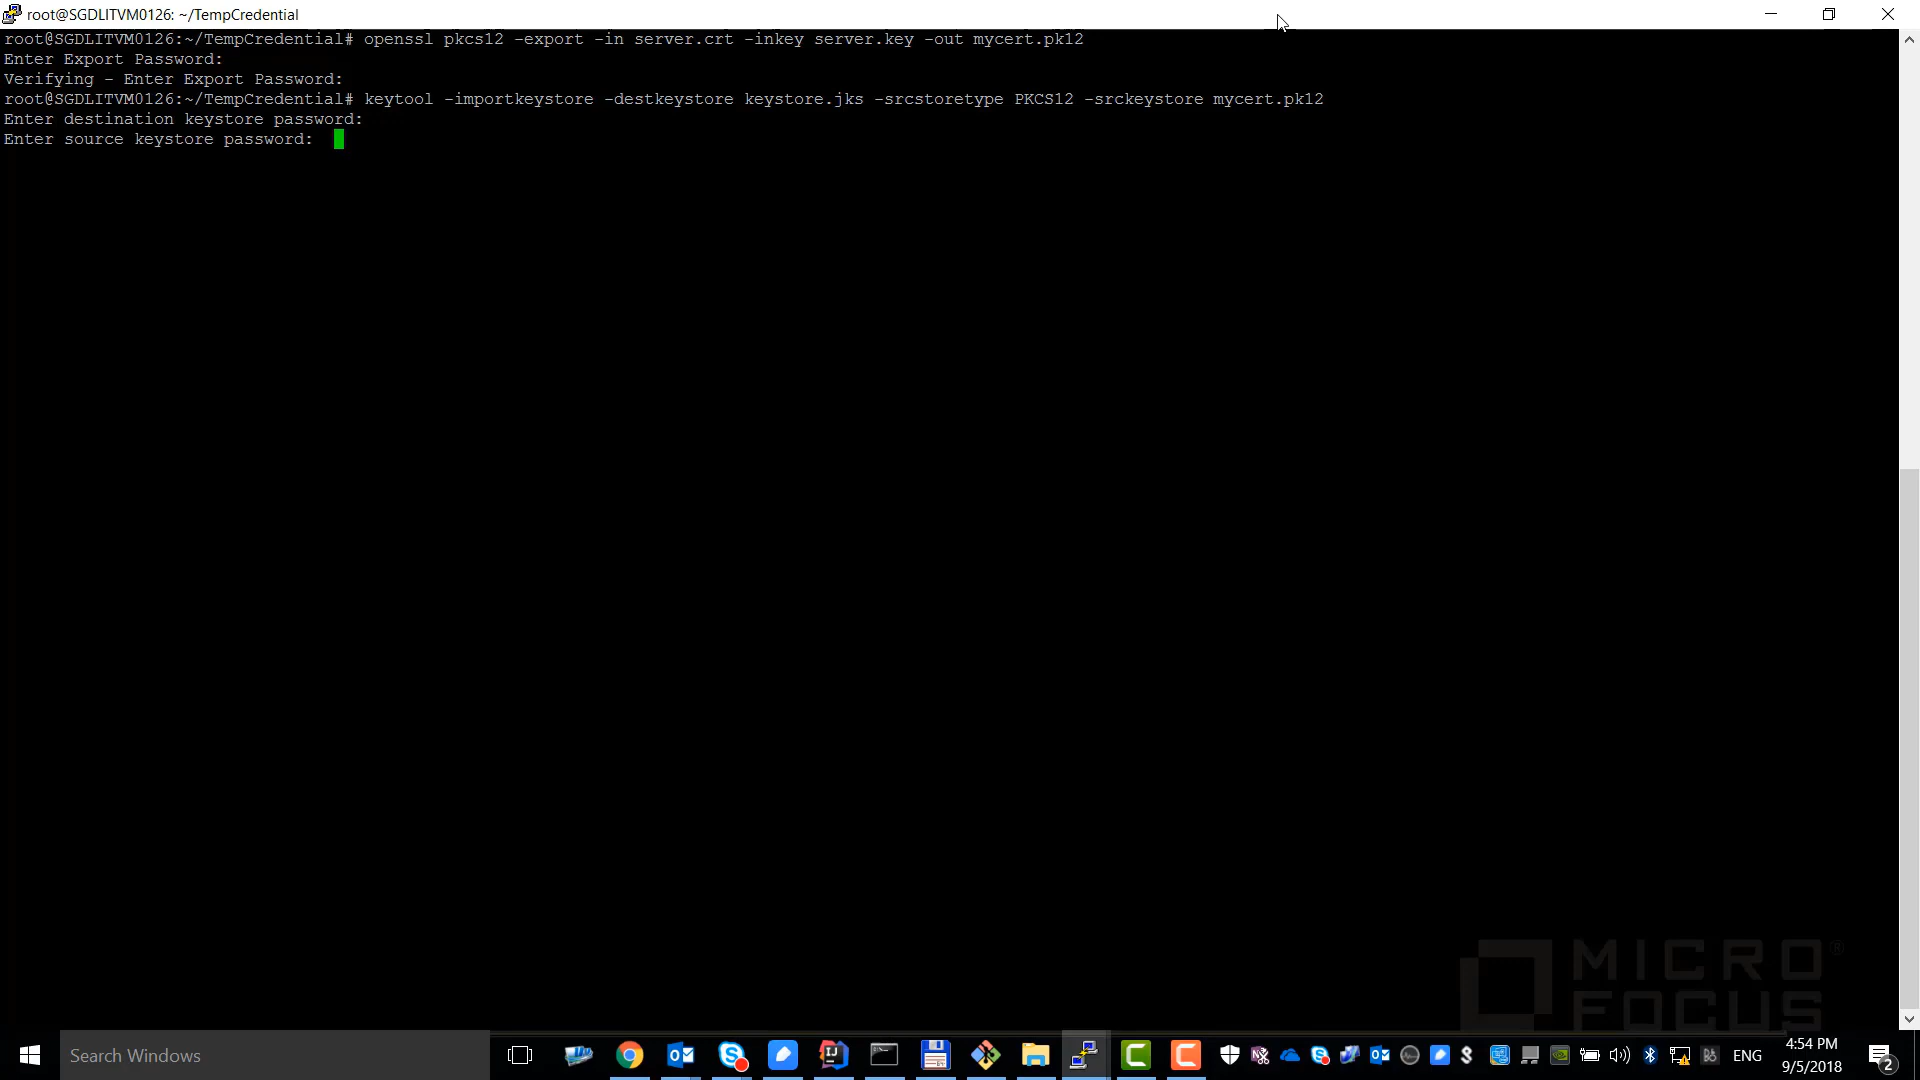 root@SGDLITVM0126: ~/TempCredential
root@SGDLITVM0126:~/TempCredential# openssl pkcs12 -export -in server.crt -inkey server.key -out mycert.pk12
Enter Export Password:
Verifying - Enter Export Password:
root@SGDLITVM0126:~/TempCredential# keytool -importkeystore -destkeystore keystore.jks -srcstoretype PKCS12 -srckeystore mycert.pk12
Enter destination keystore password:
Enter source keystore password:
MICRO
FOCUS
Search Windows
ENG
4:54 PM
9/5/2018
2